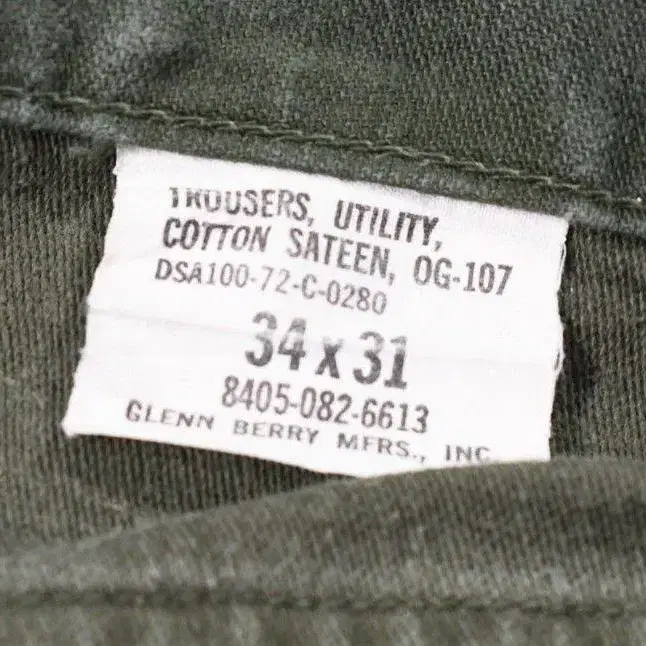 TROUSERS, UTILITY,
COTTON SATEEN, OG-107
DSA100-72-C-0280
34 x 31
8405-082-6613
GLENN BERRY MFRS., INC